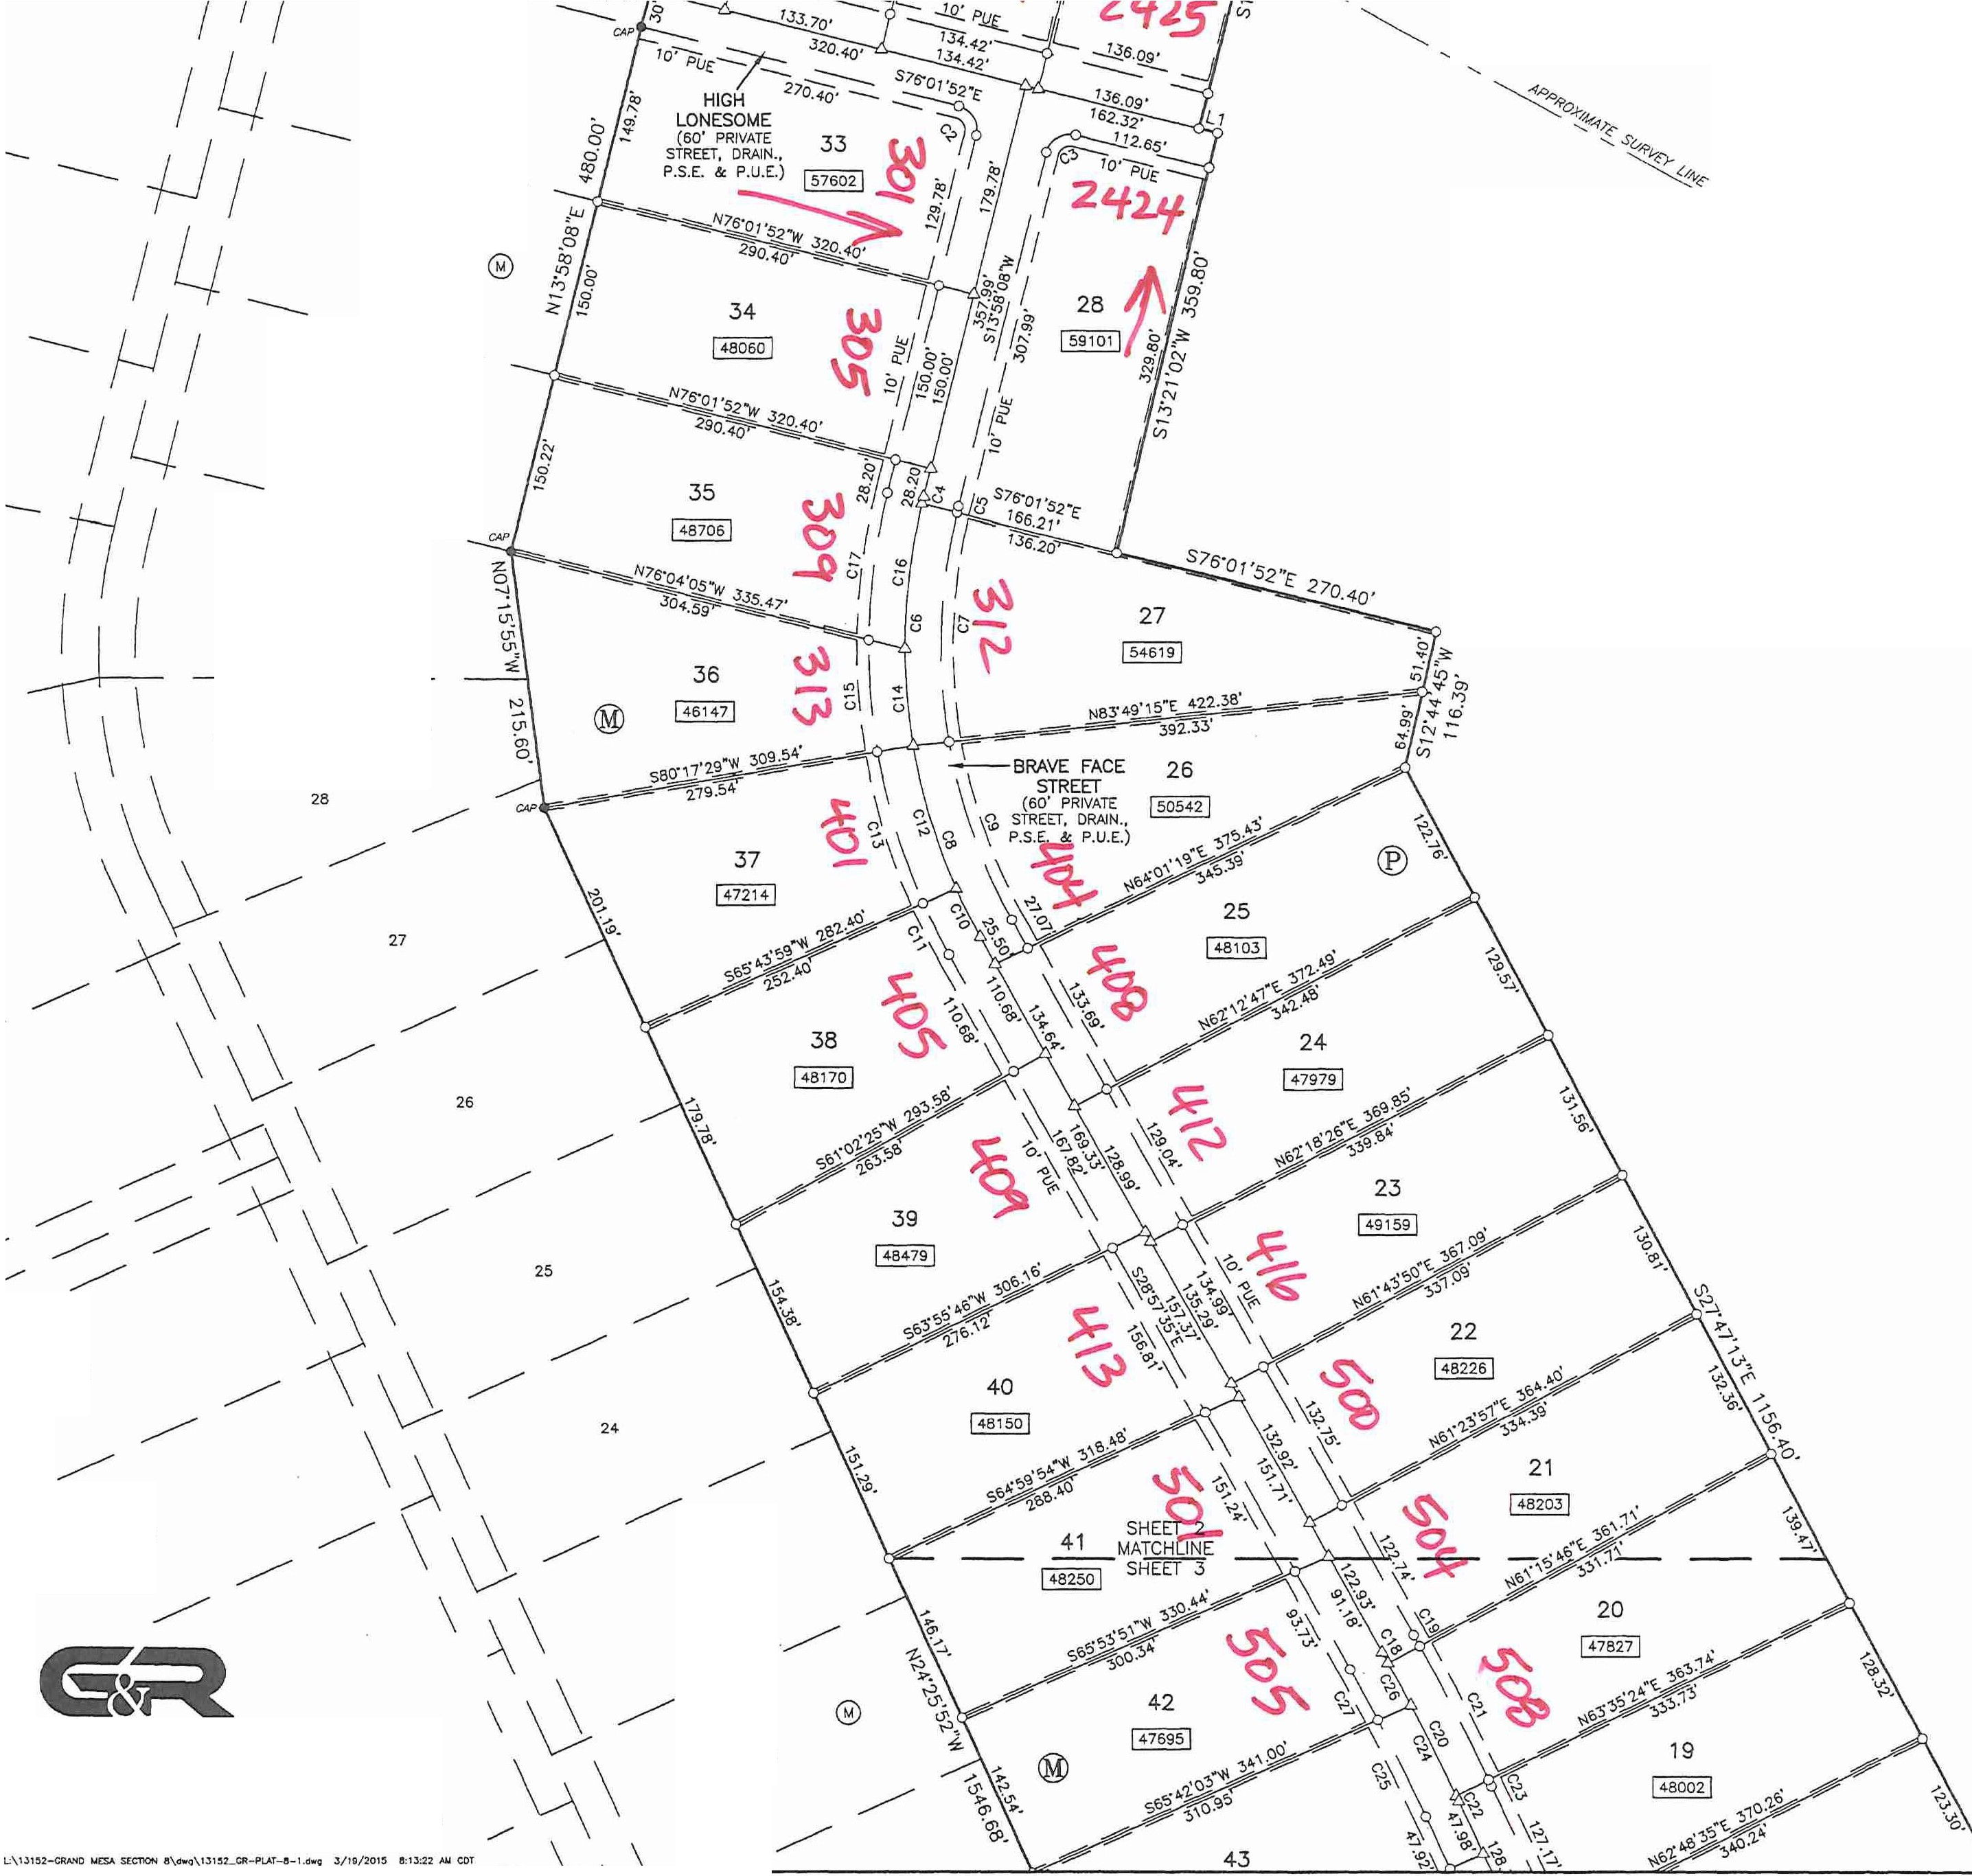 30'
CAP
133.70'
320.40'
10' PUE
134.42'
134.42'
2425
136.09'
S
APPROXIMATE SURVEY LINE
10' PUE
270.40'
S76°01'52"E
136.09'
162.32'
L1
149.78'
480.00'
HIGH
LONESOME
(60' PRIVATE
STREET, DRAIN.,
P.S.E. & P.U.E.)
33
57602
301
C2
129.78'
179.78'
C3
112.65'
10' PUE
2424
N13°58'08"E
150.00'
N76°01'52"W 320.40'
290.40'
M
34
48060
305
10' PUE
150.00'
150.00'
357.99'
S13°58'08"W
307.99'
10' PUE
28
59101
329.80'
S13°21'02"W 359.80'
N76°01'52"W 320.40'
290.40'
150.22'
35
48706
309
28.20'
28.20
C4
C5
S76°01'52"E
166.21'
136.20'
CAP
C17
C16
S76°01'52"E 270.40'
N76°04'05"W 335.47'
304.59'
N07°15'55"W
215.60'
C6
C7
312
27
54619
51.40'
S12°44'45"W
116.39'
64.99'
36
46147
M
313
C15
C14
N83°49'15"E 422.38'
392.33'
S80°17'29"W 309.54'
279.54'
CAP
28
BRAVE FACE
STREET
(60' PRIVATE
STREET, DRAIN.,
P.S.E. & P.U.E.)
26
50542
401
C13
C12
C8
C9
404
37
47214
N64°01'19"E 375.43'
345.39'
P
122.76'
201.19'
27
S65°43'59"W 282.40'
252.40'
C11
C10
25.50'
27.07'
25
48103
408
405
110.68'
110.68'
134.64'
133.69'
N62°12'47"E 372.49'
342.48'
129.57'
38
48170
24
47979
412
26
179.78'
S61°02'25"W 293.58'
263.58'
409
10' PUE
167.82'
169.33'
128.99'
129.04'
N62°18'26"E 369.85'
339.84'
131.56'
39
48479
23
49159
416
25
154.38'
S63°55'46"W 306.16'
276.12'
413
S28°57'35"E
156.81'
157.37'
135.29'
134.99'
10' PUE
N61°43'50"E 367.09'
337.09'
130.81'
S27°47'13"E 1156.40'
40
48150
22
48226
500
24
151.29'
S64°59'54"W 318.48'
288.40'
501
151.24'
132.92'
151.71'
132.75'
N61°23'57"E 364.40'
334.39'
132.36'
21
48203
504
41
48250
SHEET 2
MATCHLINE
SHEET 3
122.93'
91.18'
122.74'
N61°15'46"E 361.71'
331.71'
139.47'
146.17'
N24°25'52"W
1546.68'
S65°53'51"W 330.44'
300.34'
505
93.73'
C18
C19
C26
C27
508
C21
20
47827
M
42
47695
M
C20
C24
C25
N63°35'24"E 363.74'
333.73'
128.32'
142.54'
S65°42'03"W 341.00'
310.95'
C22
C23
47.92'
47.98'
128.
127.17'
19
48002
N62°48'35"E 370.26'
340.24'
123.30'
43
G&R
L:\13152-GRAND MESA SECTION 8\dwg\13152_GR-PLAT-8-1.dwg 3/19/2015 8:13:22 AM CDT